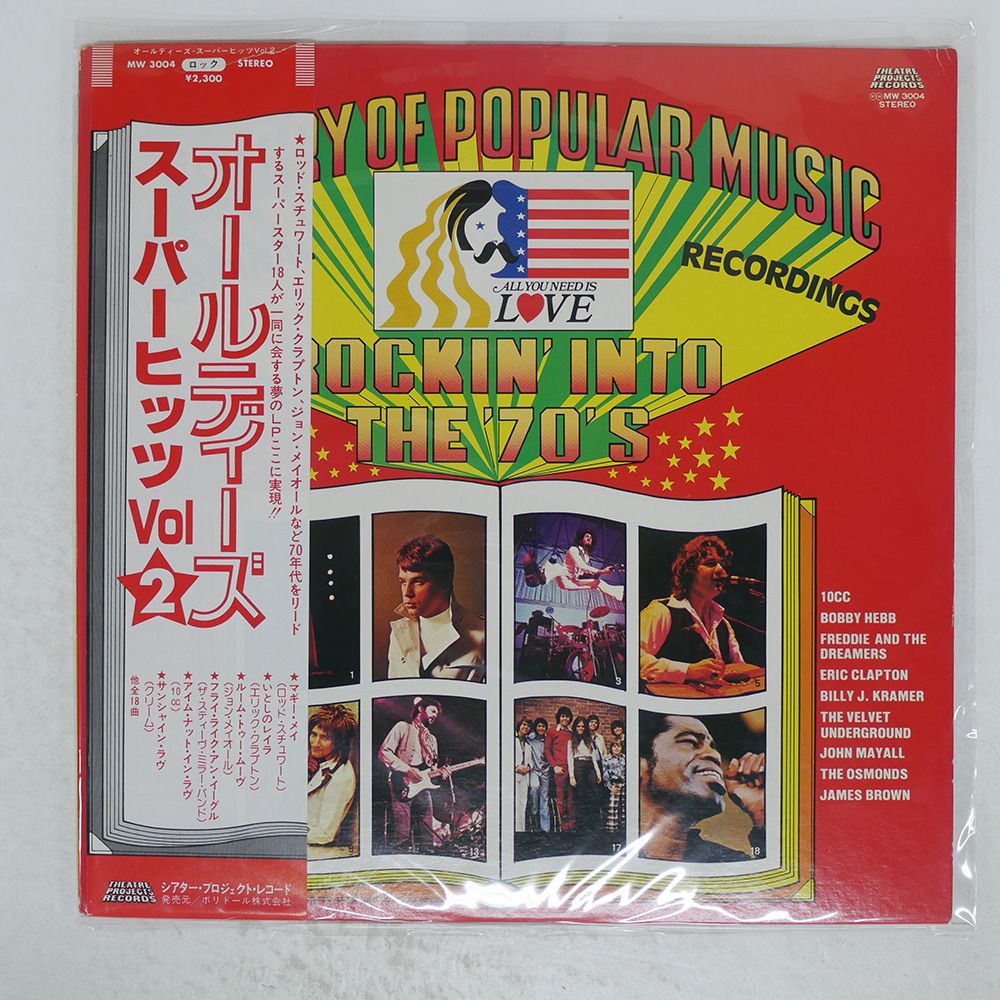 オールディーズ・スーパーヒッツVol.2
MW 3004 ロック STEREO
¥2,300
オールディーズ
スーパーヒッツ Vol 2
★ロッド・スチュワート、エリック・クラプトン、ジョン・メイオールなど70年代をリード
するスーパースター18人が一同に会する夢のLPここに実現!!
★マギー・メイ
(ロッド・スチュワート)
★いとしのレイラ
(エリック・クラプトン)
★ルーム・トゥー・ムーヴ
(ジョン・メイオール)
★フライ・ライク・アン・イーグル
(ザ・スティーヴ・ミラー・バンド)
★アイム・ナット・イン・ラヴ
(10cc)
★サンシャイン・ラヴ
(クリーム)
他全18曲
THEATRE
PROJECTS
RECORDS
シアター・プロジェクト・レコード
発売元/ポリドール株式会社
THEATRE
PROJECTS
RECORDS
MW 3004
STEREO
RY OF POPULAR MUSIC
RECORDINGS
ALL YOU NEED IS
LOVE
ROCKIN' INTO
THE '70'S
1
3
5
13
17
18
10CC
BOBBY HEBB
FREDDIE AND THE
DREAMERS
ERIC CLAPTON
BILLY J. KRAMER
THE VELVET
UNDERGROUND
JOHN MAYALL
THE OSMONDS
JAMES BROWN